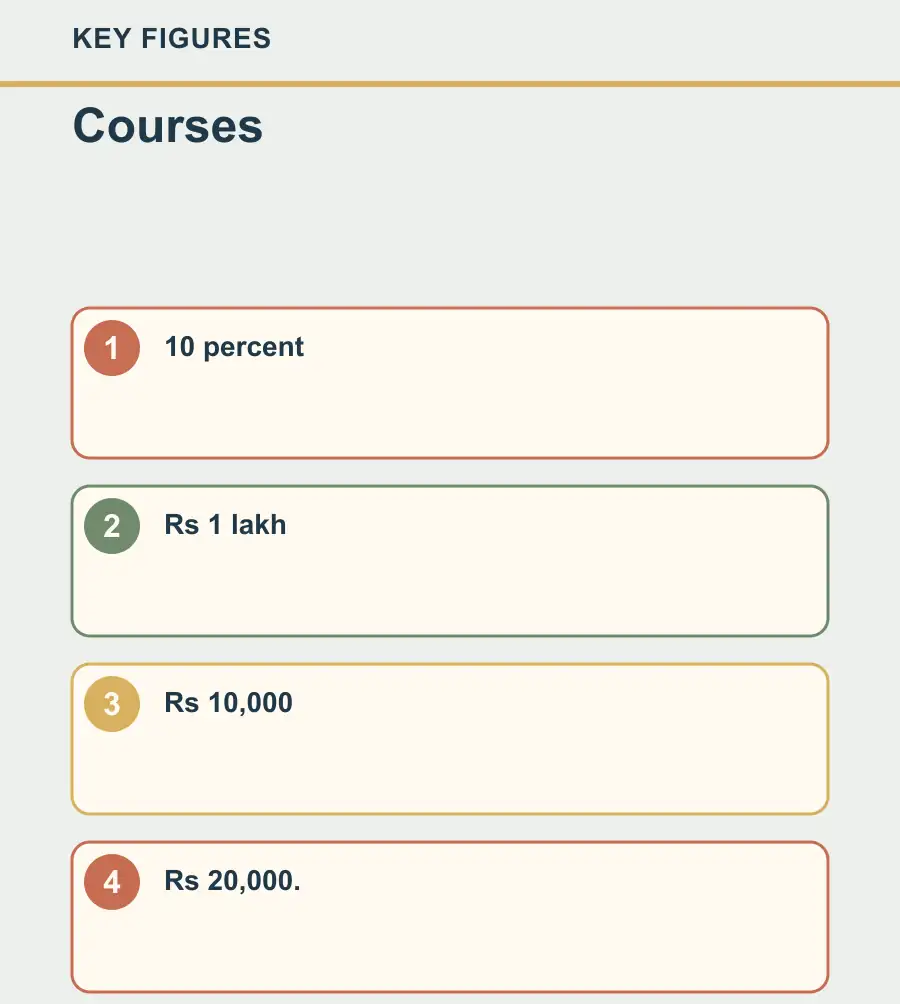 KEY FIGURES
Courses
1 10 percent
2 Rs 1 lakh
3 Rs 10,000
4 Rs 20,000.